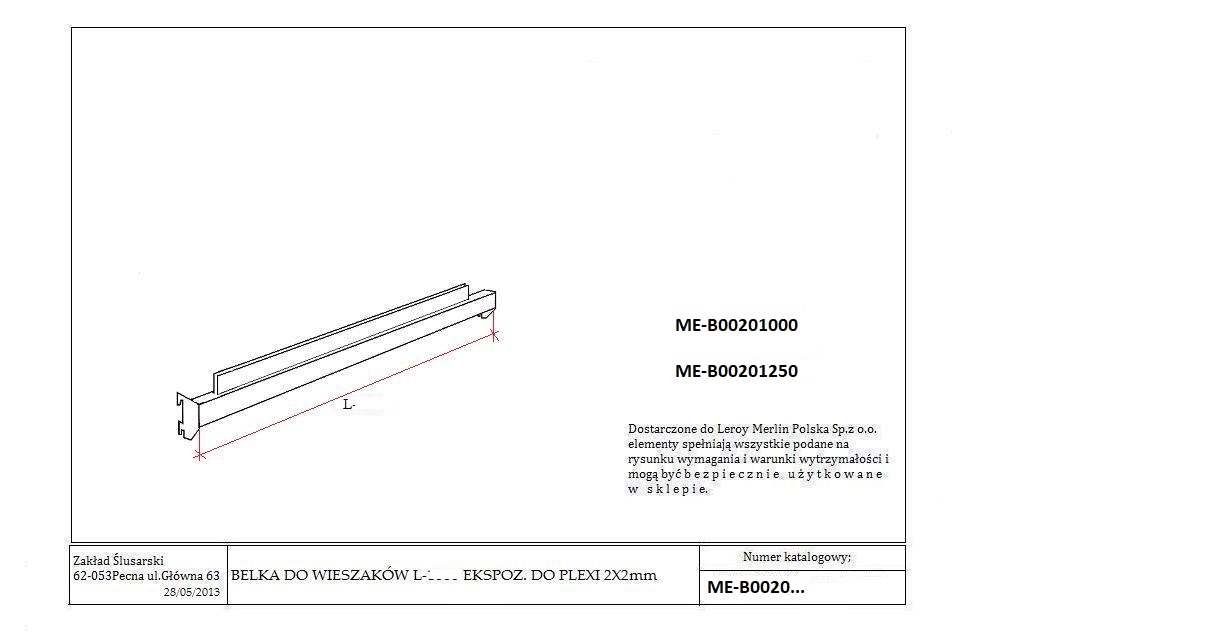 ME-B00201000
ME-B00201250
L-
Dostarczone do Leroy Merlin Polska Sp.z o.o.
elementy spełniają wszystkie podane na
rysunku wymagania i warunki wytrzymałości i
mogą być bezpiecznie użytkowane
w sklepie.
Zakład Ślusarski
62-053Pecna ul.Główna 63
28/05/2013
BELKA DO WIESZAKÓW L-.... EKSPOZ. DO PLEXI 2X2mm
Numer katalogowy;
ME-B0020...